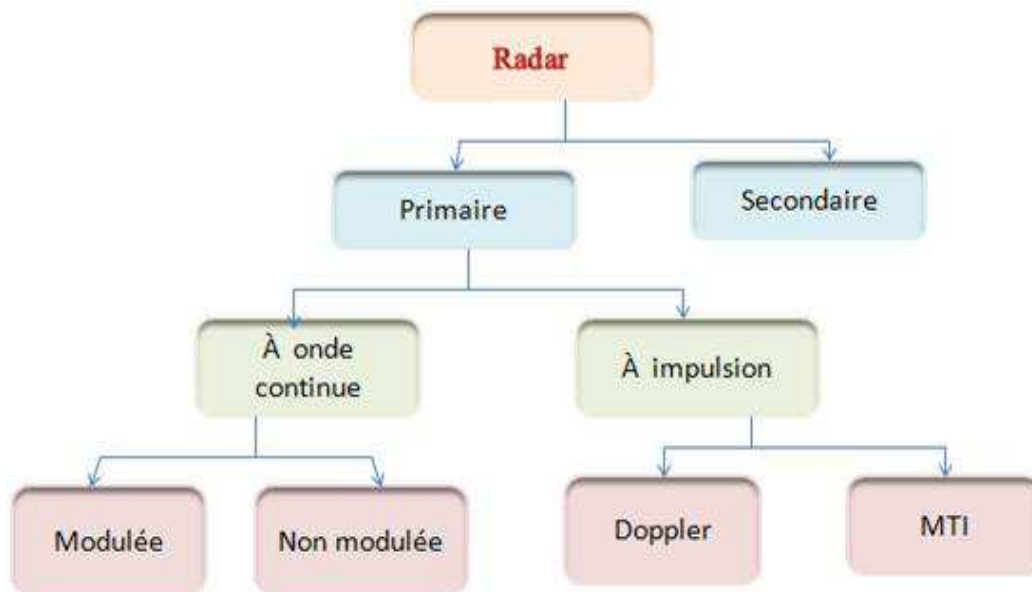 Radar
Primaire
Secondaire
À onde
continue
À impulsion
Modulée
Non modulée
Doppler
MTI